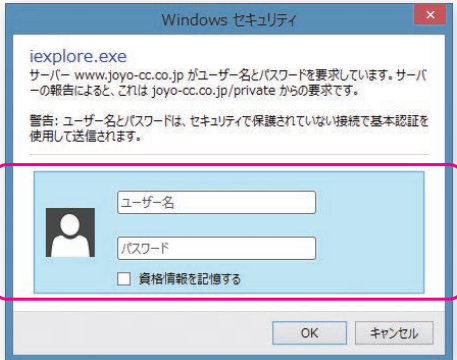 Windows セキュリティ
iexplore.exe
サーバー www.joyo-cc.co.jp がユーザー名とパスワードを要求しています。サーバ
ーの報告によると、これは joyo-cc.co.jp/private からの要求です。
警告: ユーザー名とパスワードは、セキュリティで保護されていない接続で基本認証を
使用して送信されます。
ユーザー名
パスワード
資格情報を記憶する
OK キャンセル